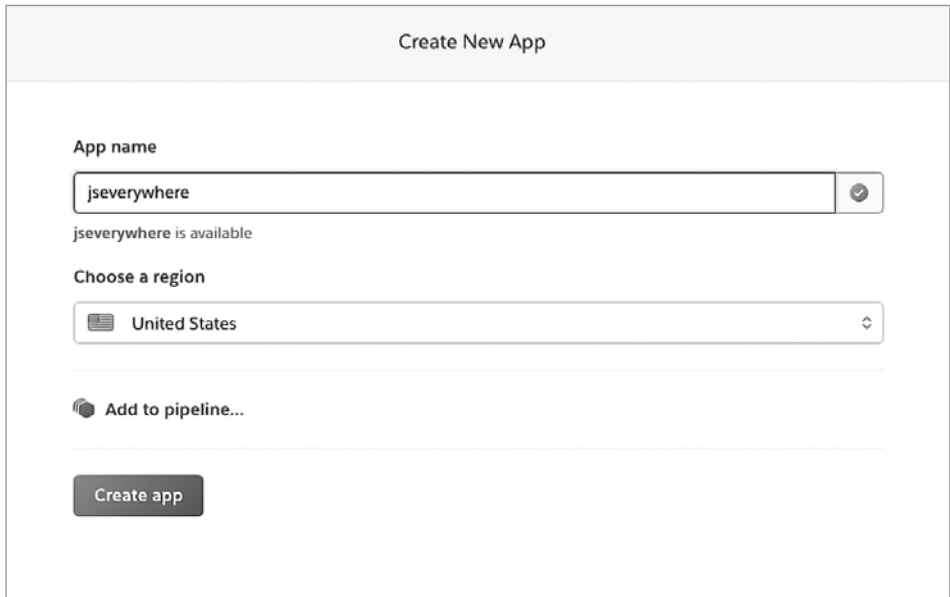 Create New App
App name
jseverywhere
jseverywhere is available
Choose a region
United States
Add to pipeline...
Create app